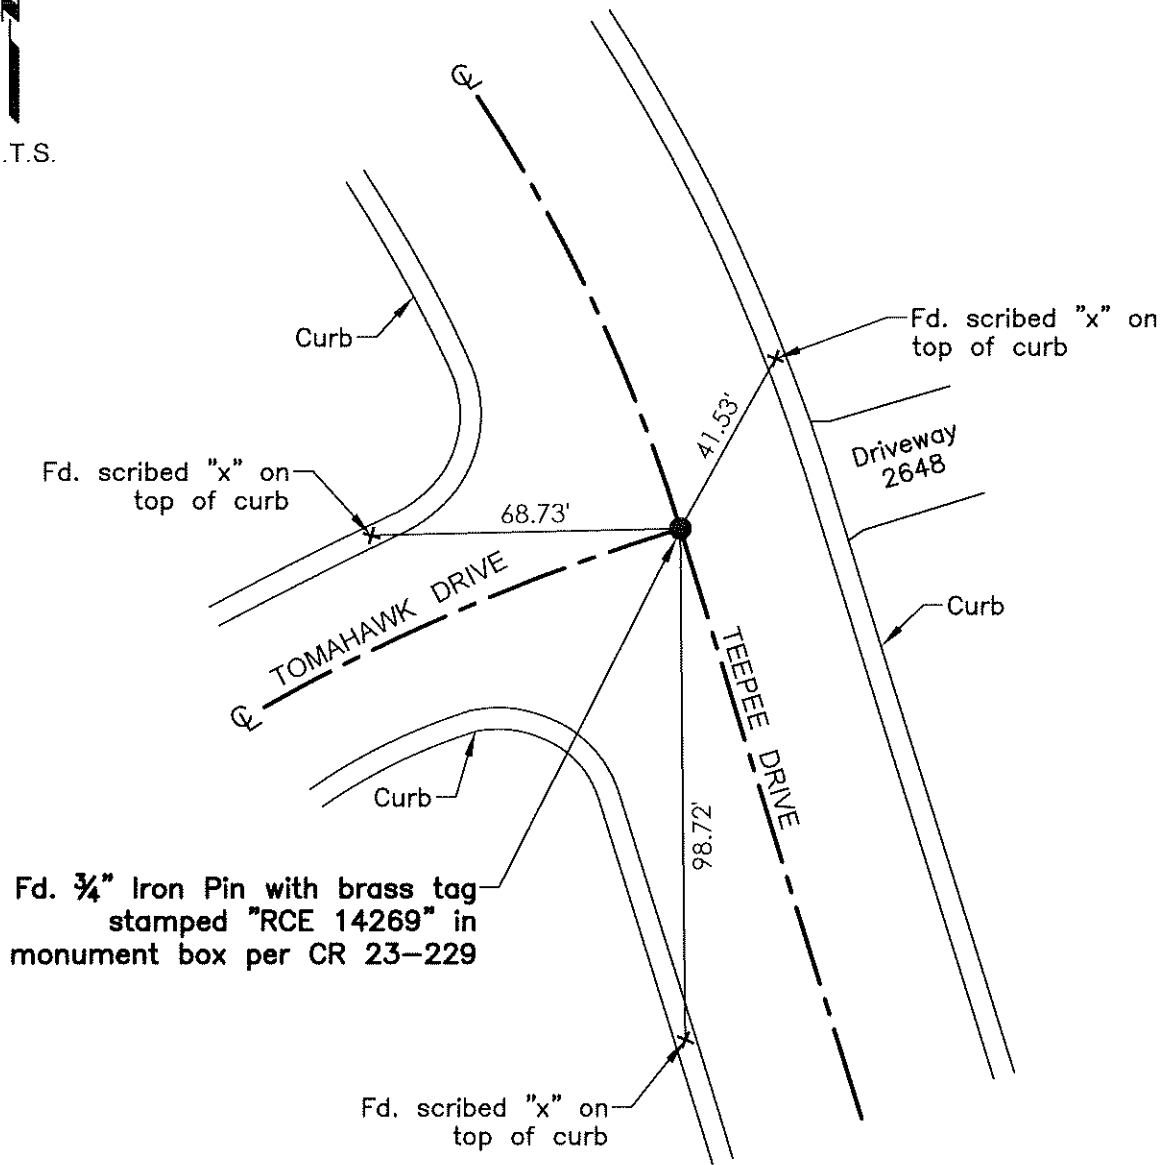 .T.S.
℄
Curb
Fd. scribed "x" on
top of curb
41.53'
Driveway
2648
Fd. scribed "x" on
top of curb
68.73'
TOMAHAWK DRIVE
℄
Curb
TEEPEE DRIVE
Curb
98.72'
Fd. ¾" Iron Pin with brass tag
stamped "RCE 14269" in
monument box per CR 23-229
Fd. scribed "x" on
top of curb